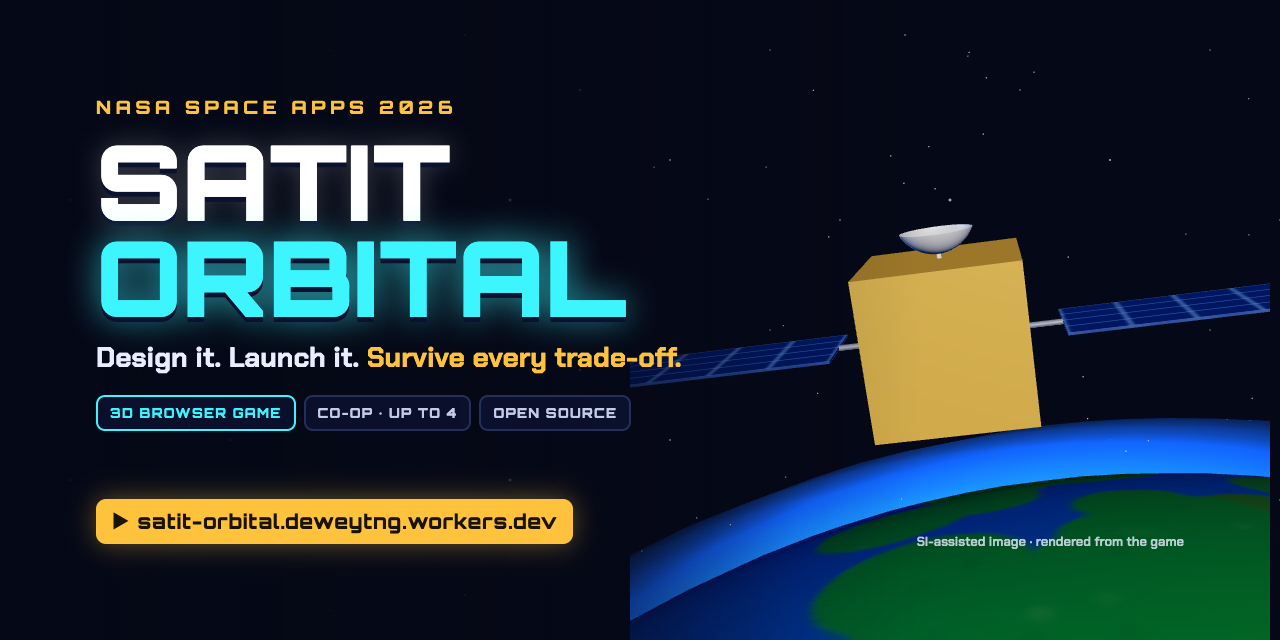 NASA SPACE APPS 2026
SATIT
ORBITAL
Design it. Launch it. Survive every trade-off.
3D BROWSER GAME
CO-OP · UP TO 4
OPEN SOURCE
▶ satit-orbital.deweytng.workers.dev
SI-assisted image · rendered from the game